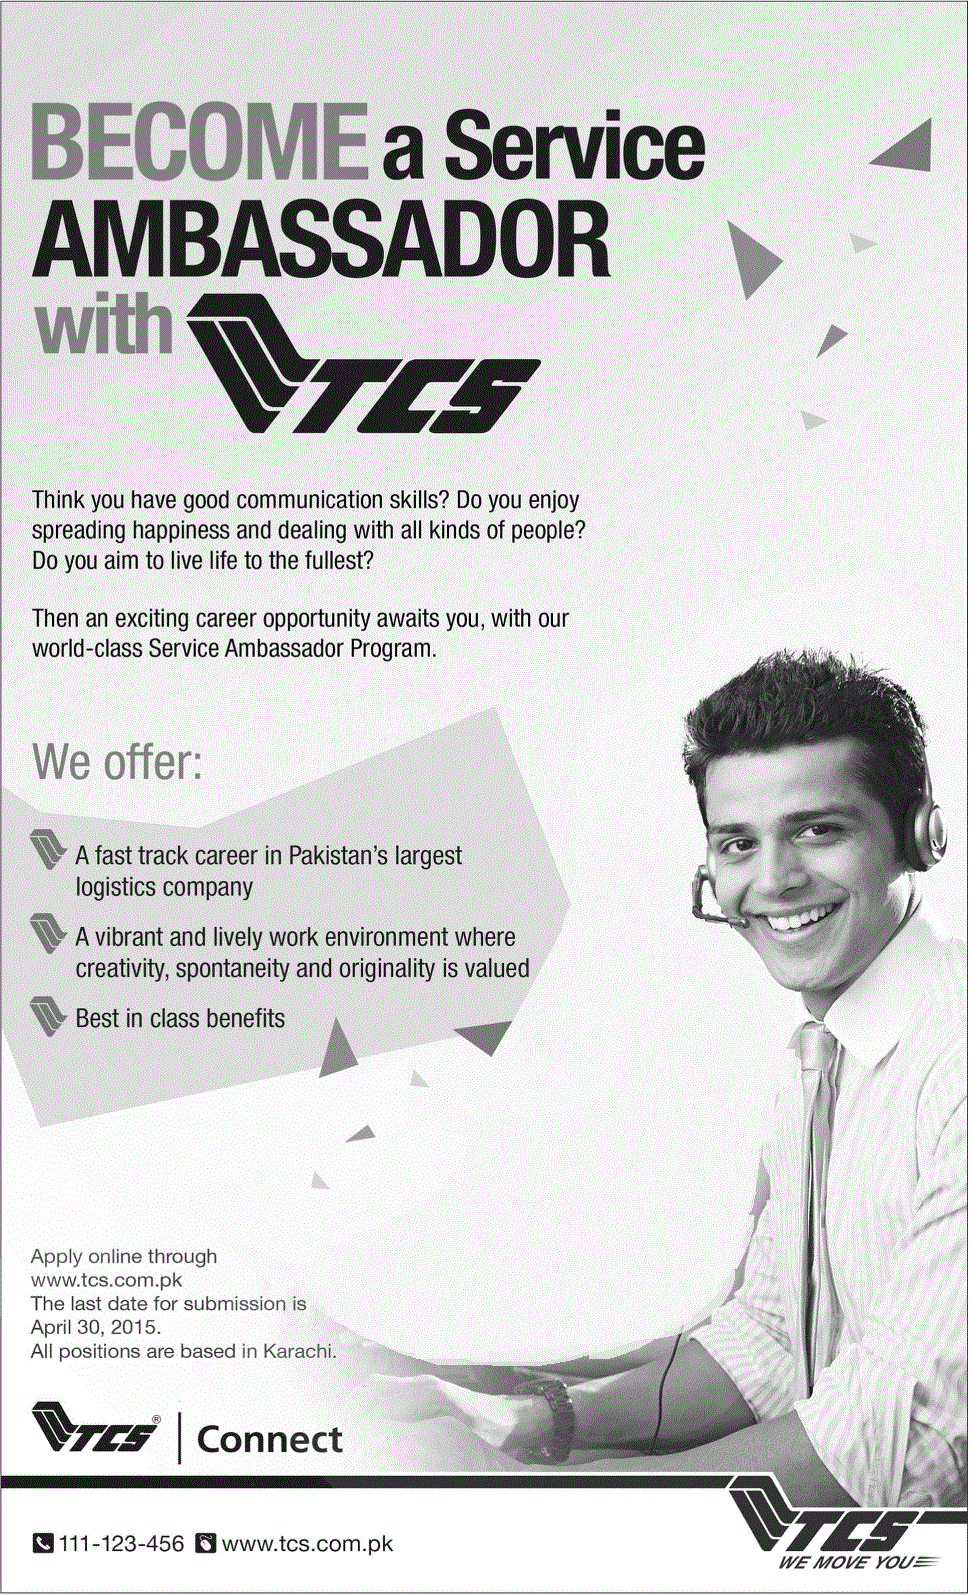 BECOME a Service
AMBASSADOR
with TCS
Think you have good communication skills? Do you enjoy
spreading happiness and dealing with all kinds of people?
Do you aim to live life to the fullest?
Then an exciting career opportunity awaits you, with our
world-class Service Ambassador Program.
We offer:
A fast track career in Pakistan's largest
logistics company
A vibrant and lively work environment where
creativity, spontaneity and originality is valued
Best in class benefits
Apply online through
www.tcs.com.pk
The last date for submission is
April 30, 2015.
All positions are based in Karachi.
TCS® | Connect
111-123-456 www.tcs.com.pk
TCS
WE MOVE YOU